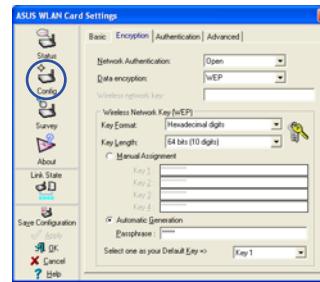 ASUS WLAN Card Settings
Status
Config
Survey
About
Link State
Save Configuration
Apply
OK
Cancel
Help
Basic Encryption Authentication Advanced
Network Authentication: Open
Data encryption: WEP
Wireless network key:
Wireless Network Key (WEP)
Key Format: Hexadecimal digits
Key Length: 64 bits (10 digits)
Manual Assignment
Key 1: **********
Key 2: **********
Key 3: **********
Key 4: **********
Automatic Generation
Passphrase: *****
Select one as your Default Key => Key 1